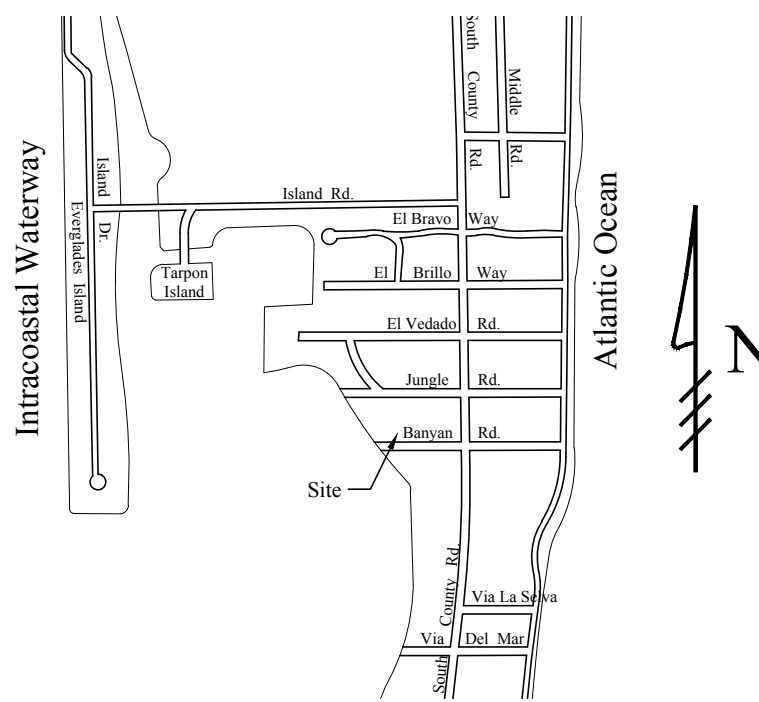 South County Rd.
Middle Rd.
Island Rd.
Island Dr.
El Bravo Way
Everglades Island
Tarpon
Island
El Brillo Way
El Vedado Rd.
Jungle Rd.
Banyan Rd.
Site
Intracoastal Waterway
Atlantic Ocean
N
South County Rd.
Via La Selva
Via Del Mar